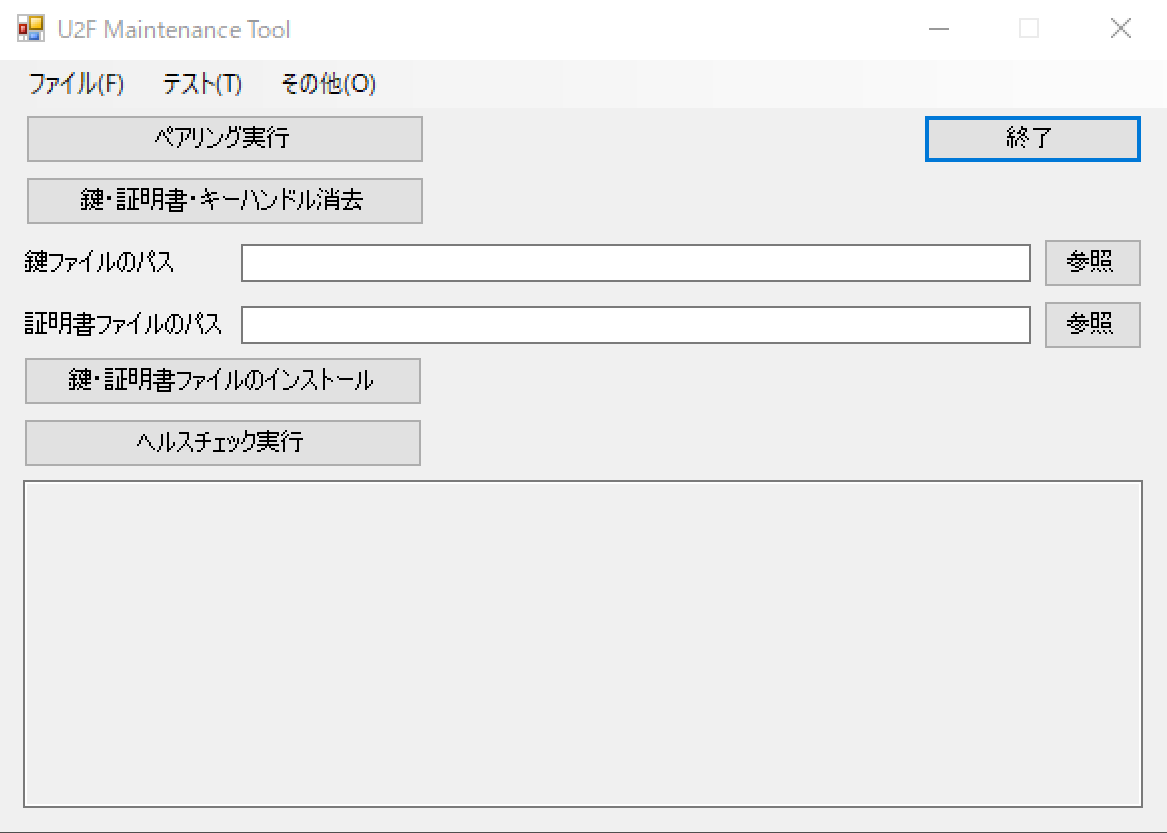 U2F Maintenance Tool
ファイル(F) テスト(T) その他(O)
ペアリング実行 終了
鍵・証明書・キーハンドル消去
鍵ファイルのパス 参照
証明書ファイルのパス 参照
鍵・証明書ファイルのインストール
ヘルスチェック実行